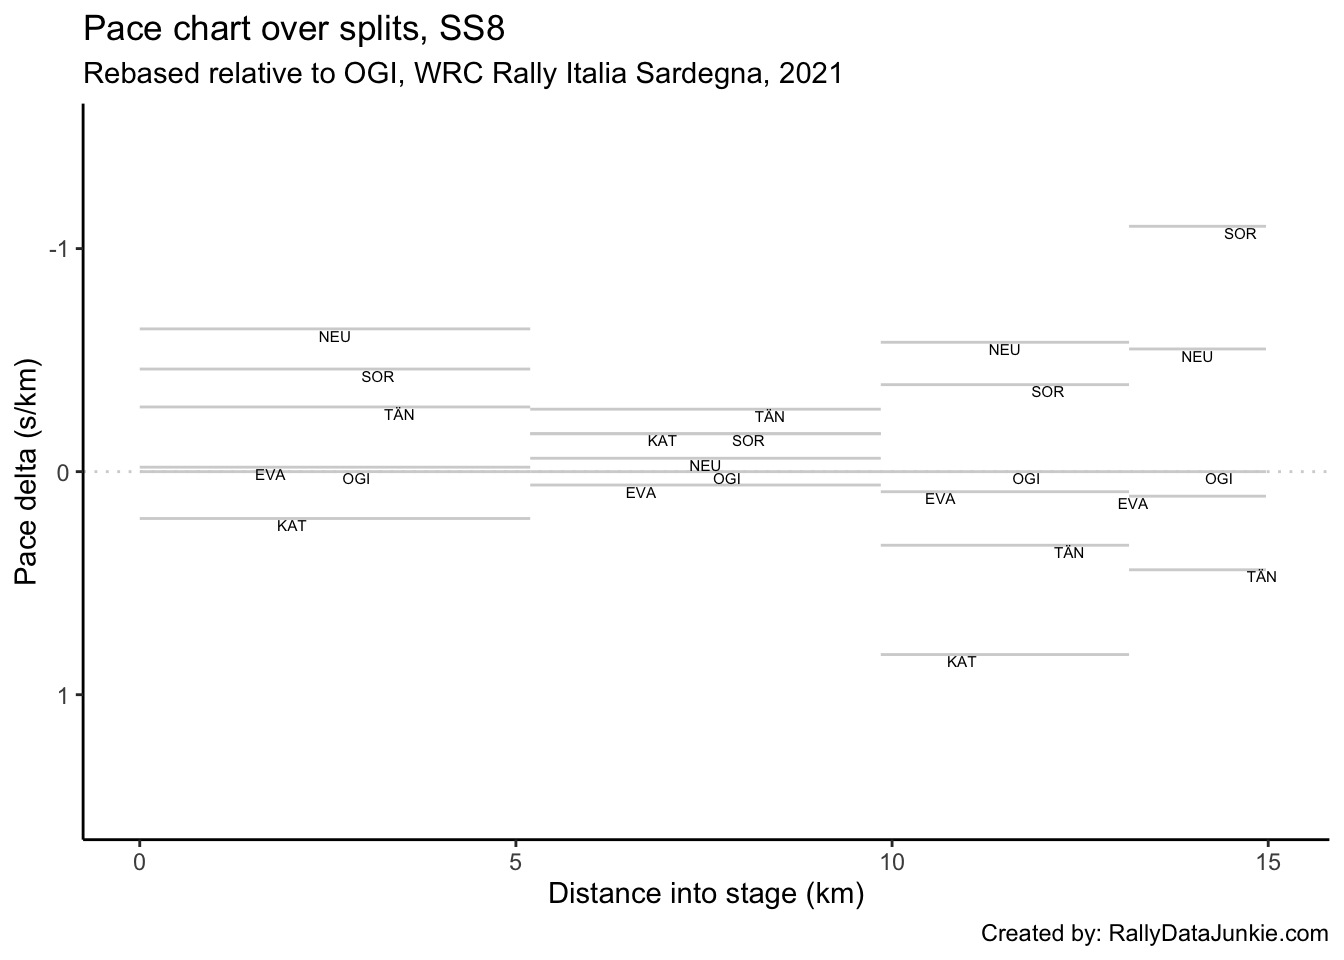 Pace chart over splits, SS8
Rebased relative to OGI, WRC Rally Italia Sardegna, 2021
Pace delta (s/km)
-1
0
1
SOR
NEU
NEU
NEU
SOR
SOR
TÄN
TÄN
KAT
SOR
NEU
EVA
OGI
OGI
OGI
OGI
EVA
EVA
EVA
KAT
TÄN
TÄN
KAT
0
5
10
15
Distance into stage (km)
Created by: RallyDataJunkie.com